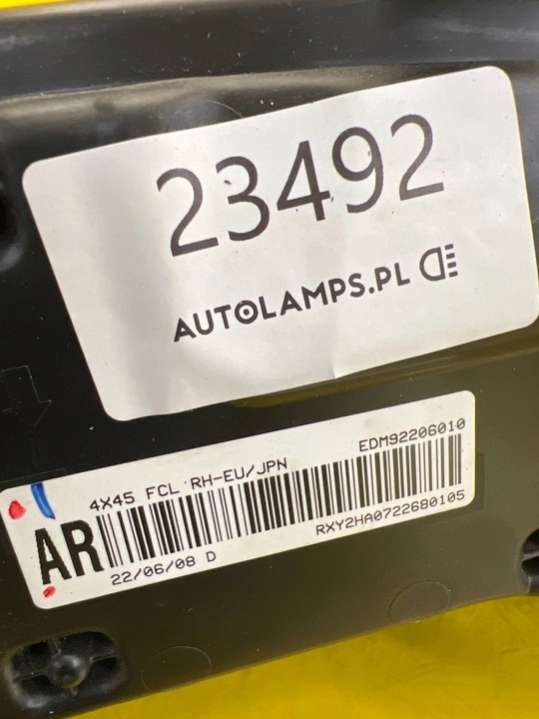 23492
AUTOLAMPS.PL
4X45 FCL RH-EU/JPN EDM92206010
AR
22/06/08 D RXY2HA0722680105